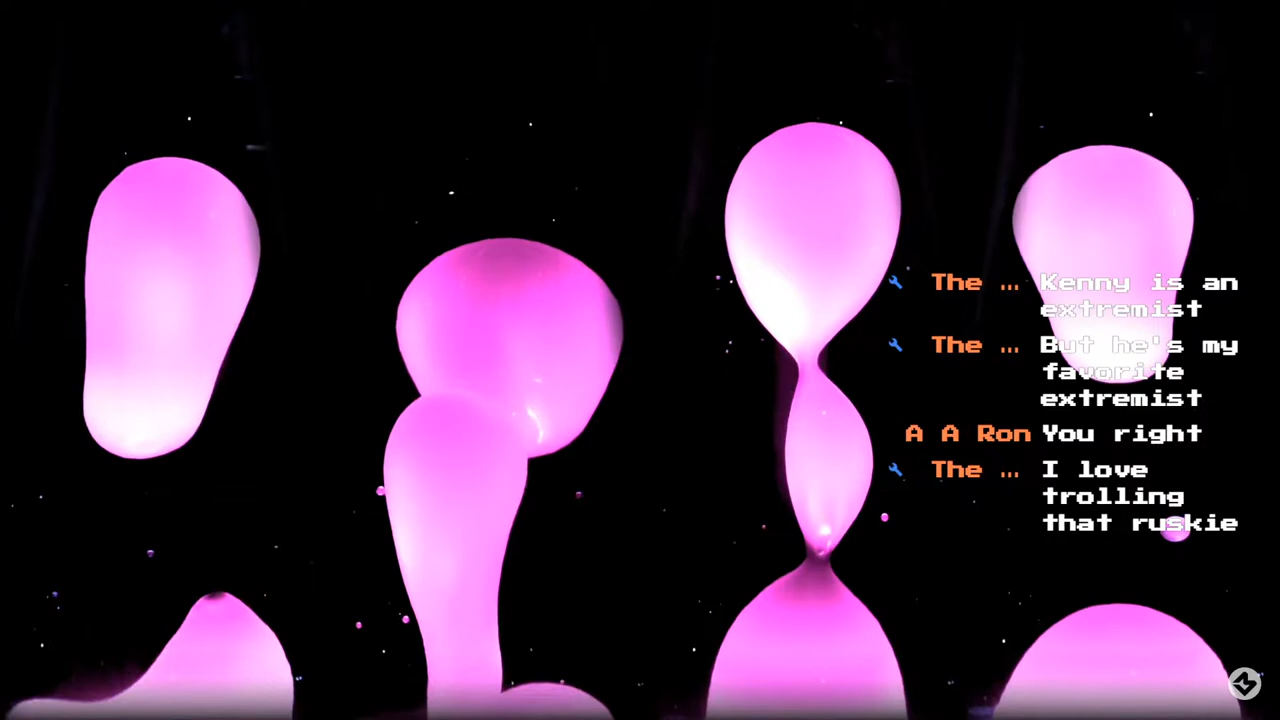 The ... Kenny is an
extremist
The ... But he's my
favorite
extremist
A A Ron You right
The ... I love
trolling
that ruskie